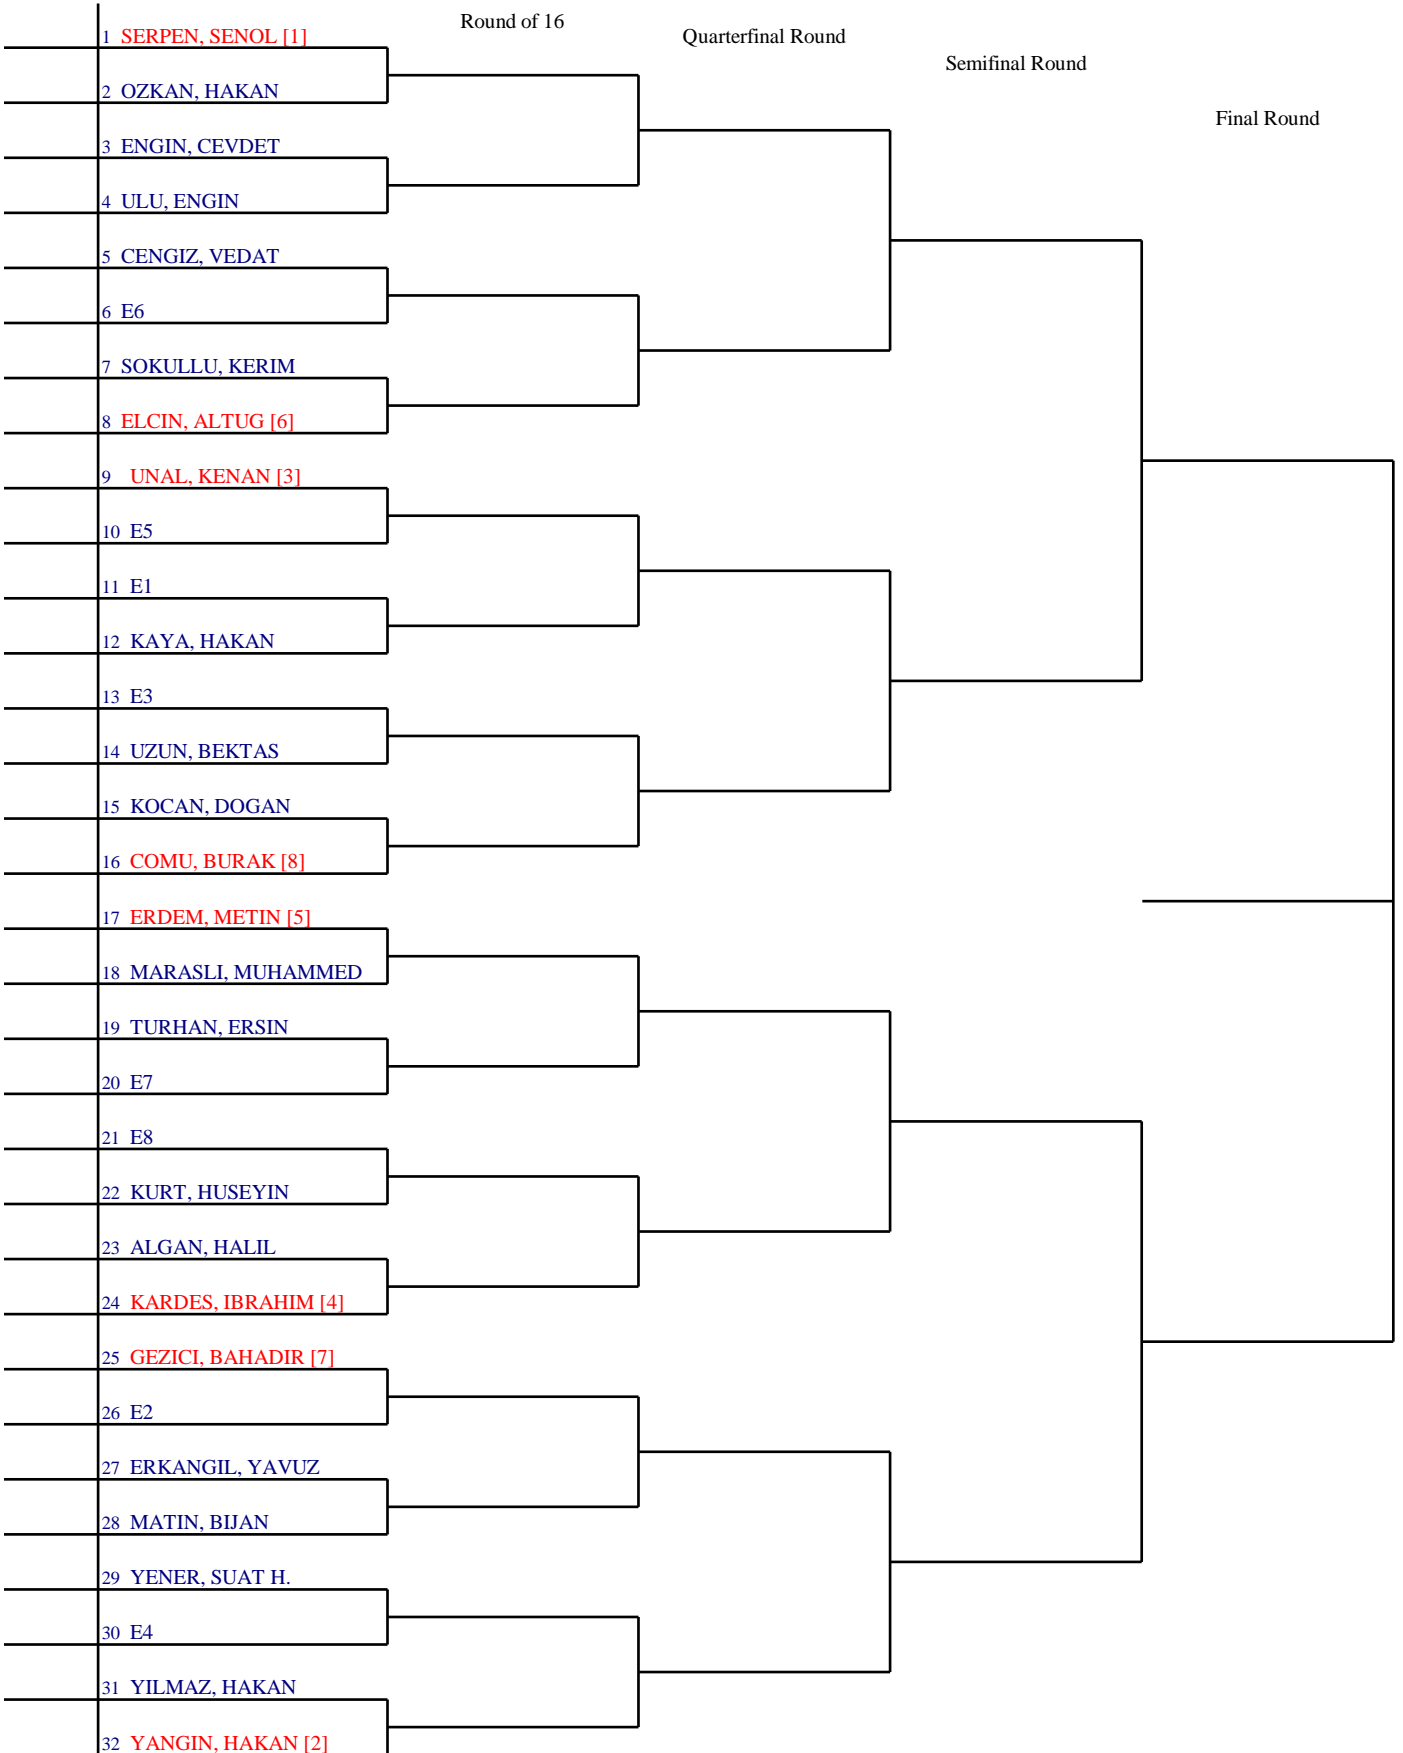 Round of 16
Quarterfinal Round
Semifinal Round
Final Round
1 SERPEN, SENOL [1]
2 OZKAN, HAKAN
3 ENGIN, CEVDET
4 ULU, ENGIN
5 CENGIZ, VEDAT
6 E6
7 SOKULLU, KERIM
8 ELCIN, ALTUG [6]
9 UNAL, KENAN [3]
10 E5
11 E1
12 KAYA, HAKAN
13 E3
14 UZUN, BEKTAS
15 KOCAN, DOGAN
16 COMU, BURAK [8]
17 ERDEM, METIN [5]
18 MARASLI, MUHAMMED
19 TURHAN, ERSIN
20 E7
21 E8
22 KURT, HUSEYIN
23 ALGAN, HALIL
24 KARDES, IBRAHIM [4]
25 GEZICI, BAHADIR [7]
26 E2
27 ERKANGIL, YAVUZ
28 MATIN, BIJAN
29 YENER, SUAT H.
30 E4
31 YILMAZ, HAKAN
32 YANGIN, HAKAN [2]